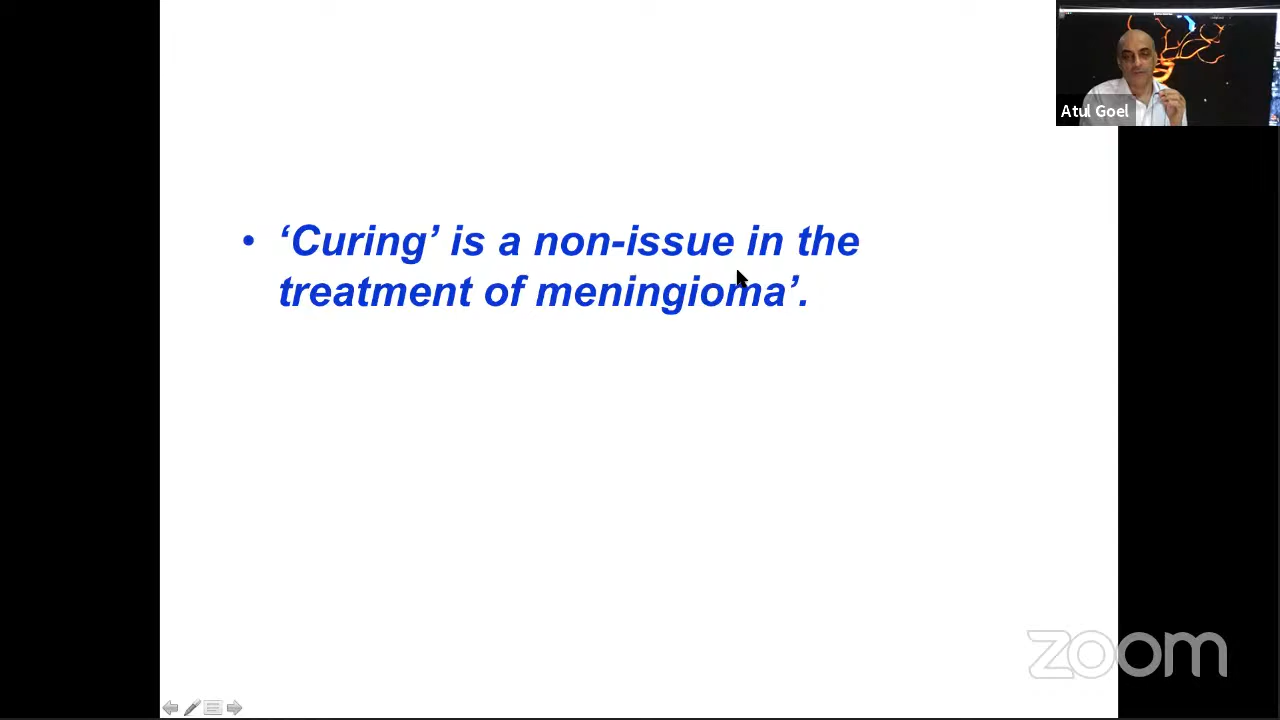 Atul Goel
• ‘Curing’ is a non-issue in the
treatment of meningioma’.
zoom